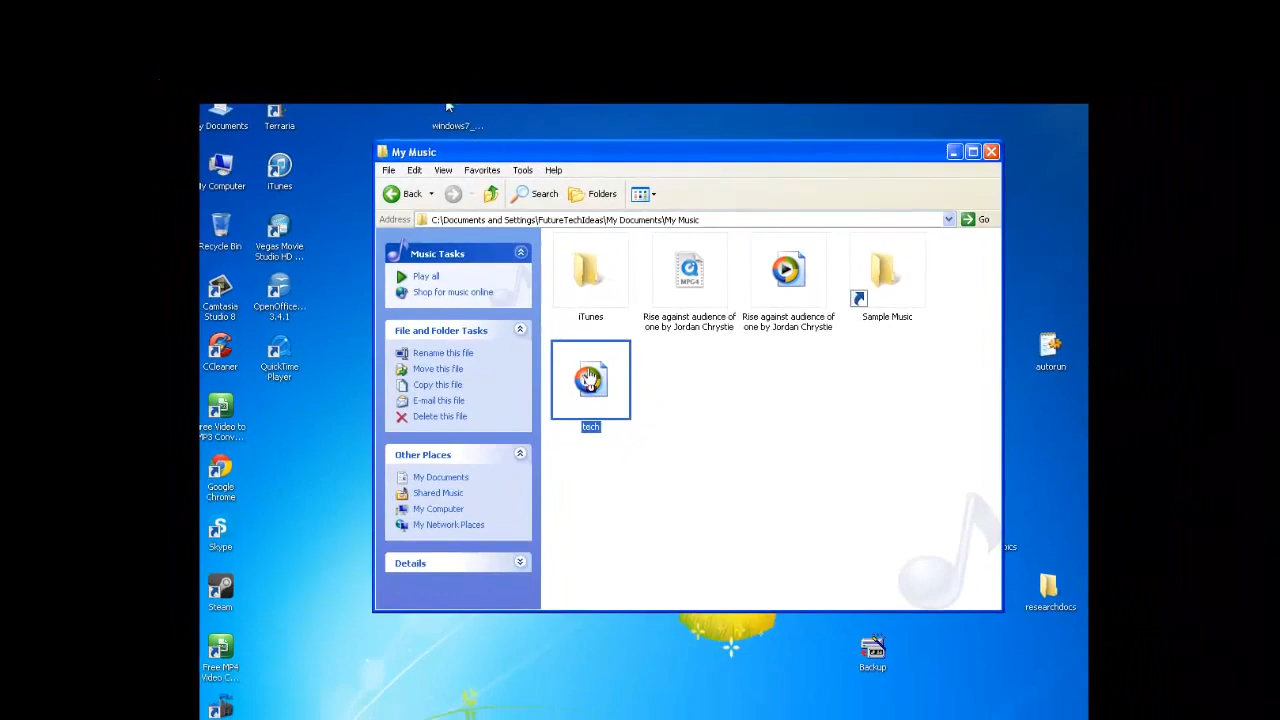 y Documents
Terraria
windows7_...
My Music
File Edit View Favorites Tools Help
Back Search Folders
Address C:\Documents and Settings\FutureTechIdeas\My Documents\My Music Go
Music Tasks
Play all
Shop for music online
File and Folder Tasks
Rename this file
Move this file
Copy this file
E-mail this file
Delete this file
Other Places
My Documents
Shared Music
My Computer
My Network Places
Details
iTunes
MPG4
Rise against audience of
one by Jordan Chrystie
Rise against audience of
one by Jordan Chrystie
Sample Music
tech
y Computer
iTunes
Recycle Bin
Vegas Movie
Studio HD ...
Camtasia
Studio 8
OpenOffice...
3.4.1
CCleaner
QuickTime
Player
ree Video to
P3 Conv...
Google
Chrome
Skype
Steam
Free MP4
Video C...
autorun
pics
researchdocs
Backup